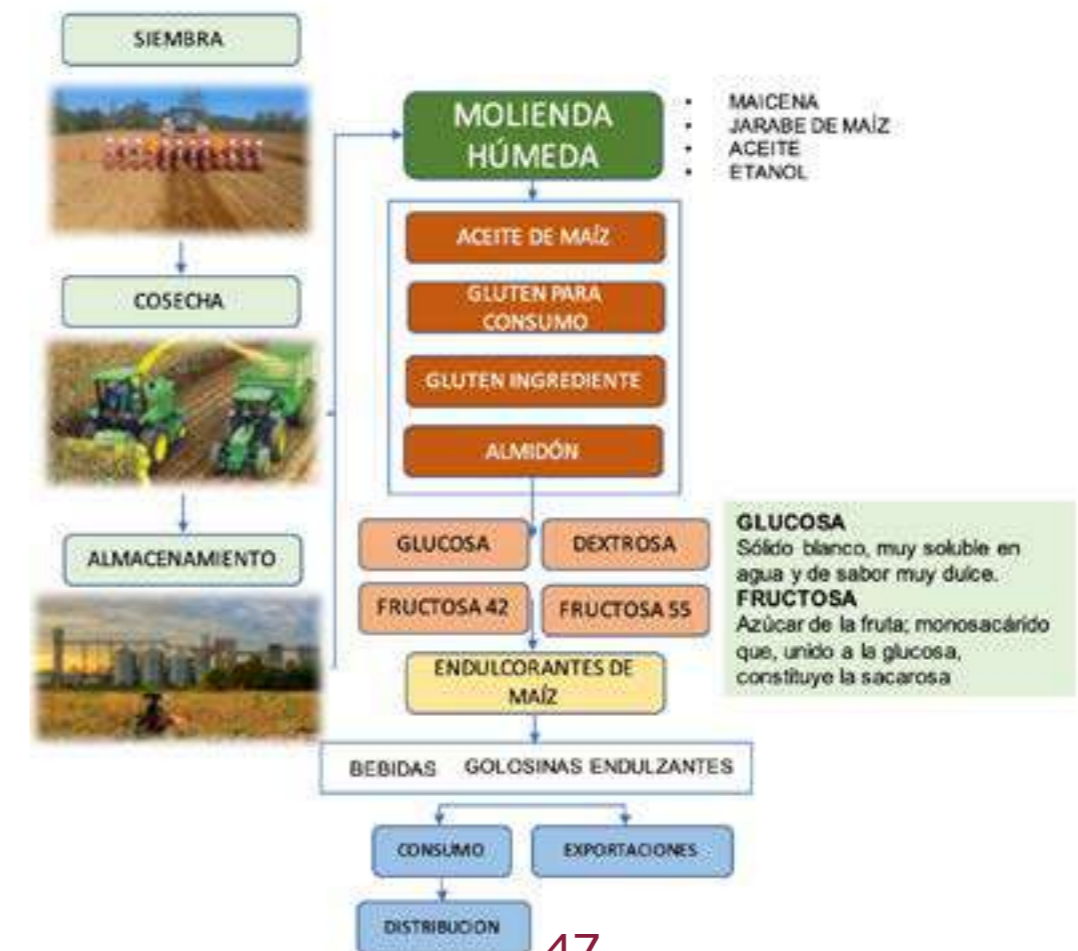 SIEMBRA
COSECHA
ALMACENAMIENTO
MOLIENDA
HÚMEDA
• MAICENA
• JARABE DE MAÍZ
• ACEITE
• ETANOL
ACEITE DE MAÍZ
GLUTEN PARA
CONSUMO
GLUTEN INGREDIENTE
ALMIDÓN
GLUCOSA
DEXTROSA
FRUCTOSA 42
FRUCTOSA 55
GLUCOSA
Sólido blanco, muy soluble en
agua y de sabor muy dulce.
FRUCTOSA
Azúcar de la fruta; monosacárido
que, unido a la glucosa,
constituye la sacarosa
ENDULCORANTES DE
MAÍZ
BEBIDAS GOLOSINAS ENDULZANTES
CONSUMO
EXPORTACIONES
DISTRIBUCION
47